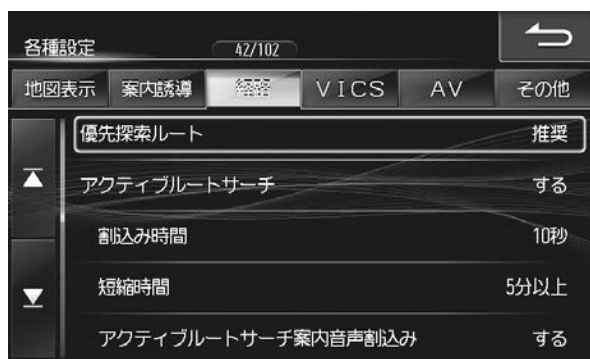 各種設定 42/102
地図表示 案内誘導 経路 VICS AV その他
優先探索ルート 推奨
アクティブルートサーチ する
割込み時間 10秒
短縮時間 5分以上
アクティブルートサーチ案内音声割込み する